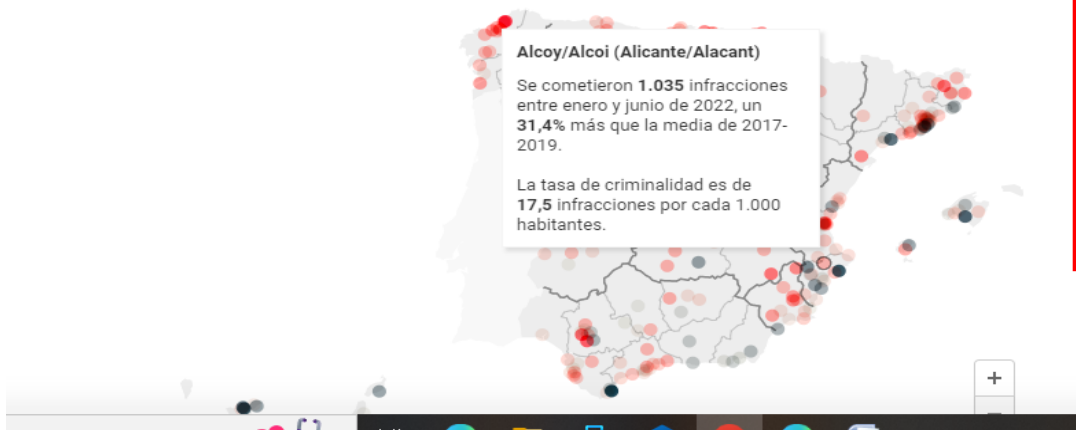 Alcoy/Alcoi (Alicante/Alacant)
Se cometieron 1.035 infracciones
entre enero y junio de 2022, un
31,4% más que la media de 2017-
2019.
La tasa de criminalidad es de
17,5 infracciones por cada 1.000
habitantes.
+